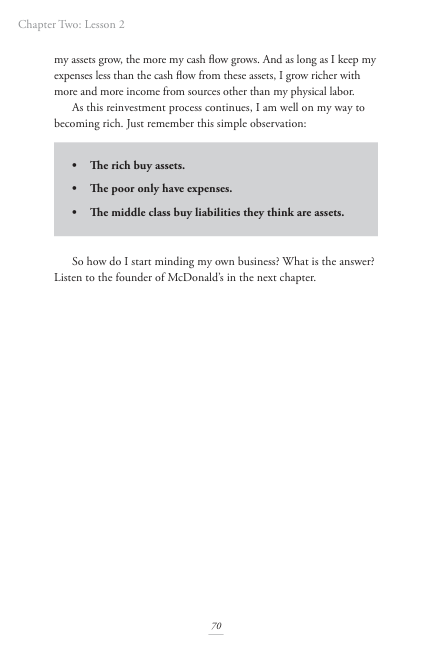 Chapter Two: Lesson 2
my assets grow, the more my cash flow grows. And as long as I keep my
expenses less than the cash flow from these assets, I grow richer with
more and more income from sources other than my physical labor.
As this reinvestment process continues, I am well on my way to
becoming rich. Just remember this simple observation:
• The rich buy assets.
• The poor only have expenses.
• The middle class buy liabilities they think are assets.
So how do I start minding my own business? What is the answer?
Listen to the founder of McDonald's in the next chapter.
70